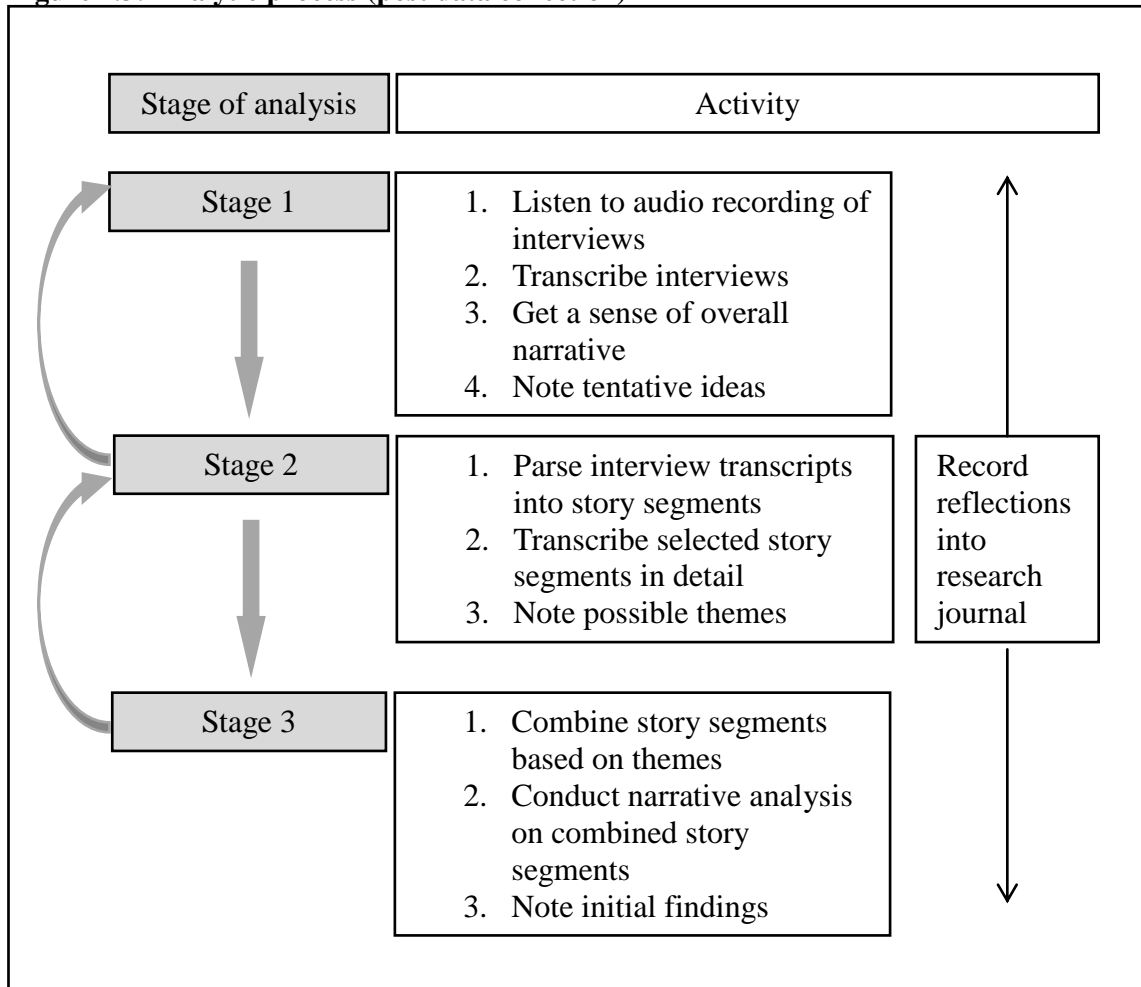 Stage of analysis
Activity
Stage 1
1. Listen to audio recording of
interviews
2. Transcribe interviews
3. Get a sense of overall
narrative
4. Note tentative ideas
Stage 2
1. Parse interview transcripts
into story segments
2. Transcribe selected story
segments in detail
3. Note possible themes
Record
reflections
into
research
journal
Stage 3
1. Combine story segments
based on themes
2. Conduct narrative analysis
on combined story
segments
3. Note initial findings